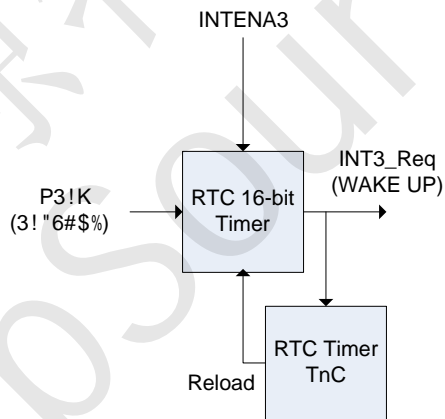 INTENA3
P3!K
(3!"6#$%)
RTC 16-bit
Timer
INT3_Req
(WAKE UP)
RTC Timer
TnC
Reload